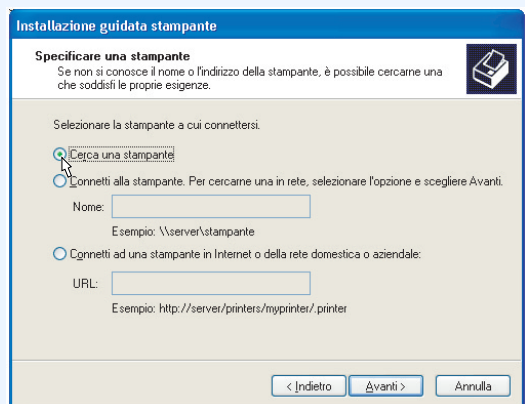 Installazione guidata stampante
Specificare una stampante
Se non si conosce il nome o l'indirizzo della stampante, è possibile cercarne una
che soddisfi le proprie esigenze.
Selezionare la stampante a cui connettersi.
Cerca una stampante
Connetti alla stampante. Per cercarne una in rete, selezionare l'opzione e scegliere Avanti.
Nome:
Esempio: \\server\stampante
Connetti ad una stampante in Internet o della rete domestica o aziendale:
URL:
Esempio: http://server/printers/myprinter/.printer
< Indietro
Avanti >
Annulla